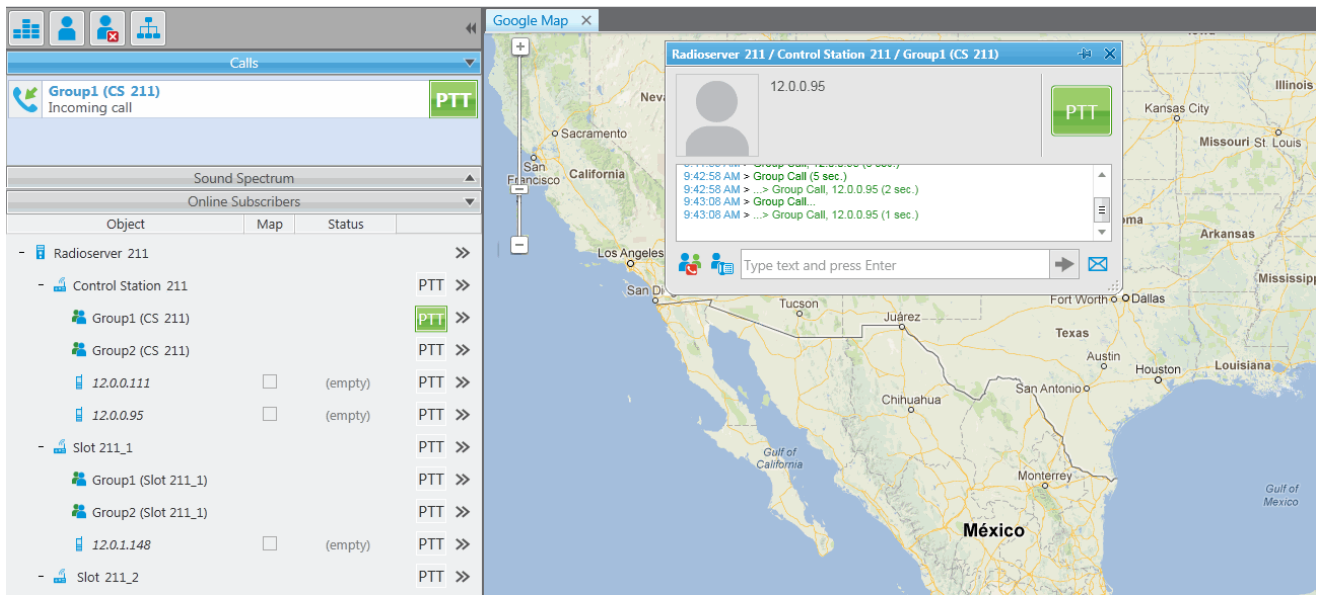 Calls
Group1 (CS 211)
Incoming call
PTT
Sound Spectrum
Online Subscribers
Object Map Status
- Radioserver 211
- Control Station 211 PTT
Group1 (CS 211) PTT
Group2 (CS 211) PTT
12.0.0.111 (empty) PTT
12.0.0.95 (empty) PTT
- Slot 211_1 PTT
Group1 (Slot 211_1) PTT
Group2 (Slot 211_1) PTT
12.0.1.148 (empty) PTT
- Slot 211_2 PTT
Google Map
Radioserver 211 / Control Station 211 / Group1 (CS 211)
12.0.0.95
PTT
9:42:58 AM > Group Call (5 sec.)
9:42:58 AM > ...> Group Call, 12.0.0.95 (2 sec.)
9:43:08 AM > Group Call...
9:43:08 AM > ...> Group Call, 12.0.0.95 (1 sec.)
Type text and press Enter
Illinois
Kansas City
Missouri St. Louis
Sacramento
San
Francisco
California
Arkansas
Los Angeles
Mississipp
Tucson
Juárez
Fort Worth
Dallas
Texas
Austin
Houston
Louisiana
San Antonio
Chihuahua
Gulf of
California
Monterrey
Gulf of
Mexico
México